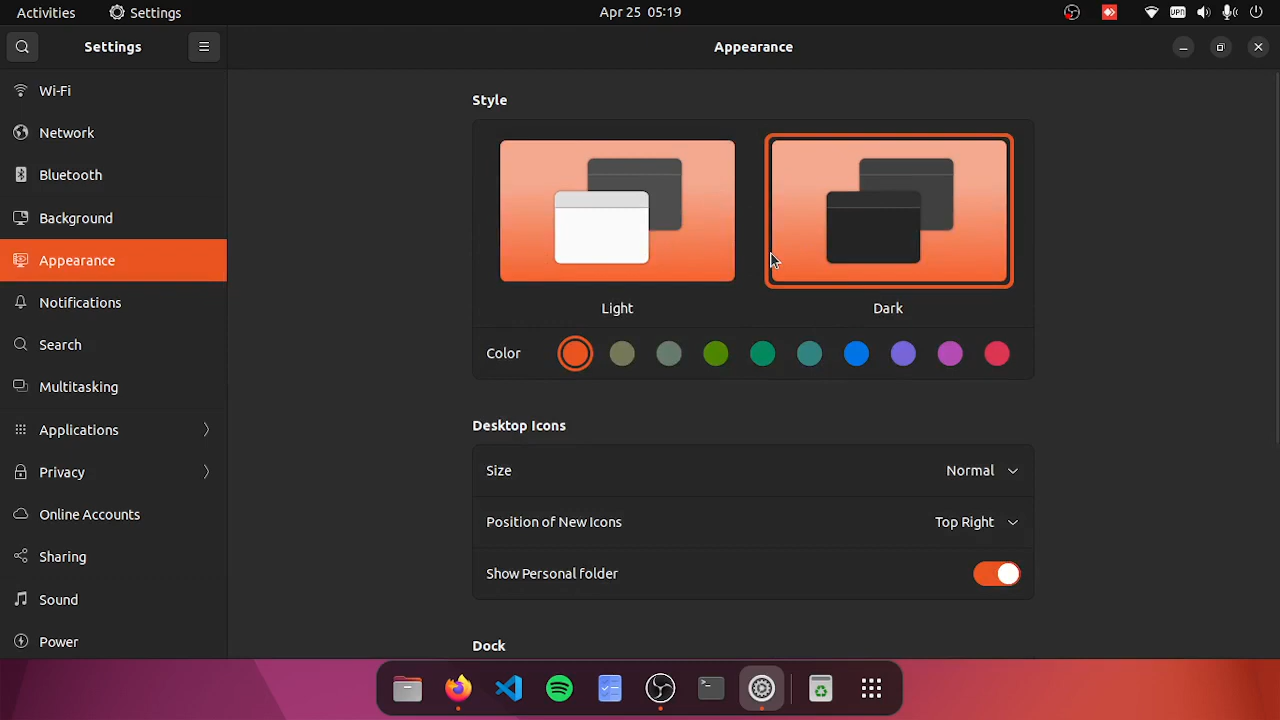 Activities Settings Apr 25 05:19 VPN
Settings Appearance
Wi-Fi
Network
Bluetooth
Background
Appearance
Notifications
Search
Multitasking
Applications
Privacy
Online Accounts
Sharing
Sound
Power
Style
Light Dark
Color
Desktop Icons
Size Normal
Position of New Icons Top Right
Show Personal folder
Dock